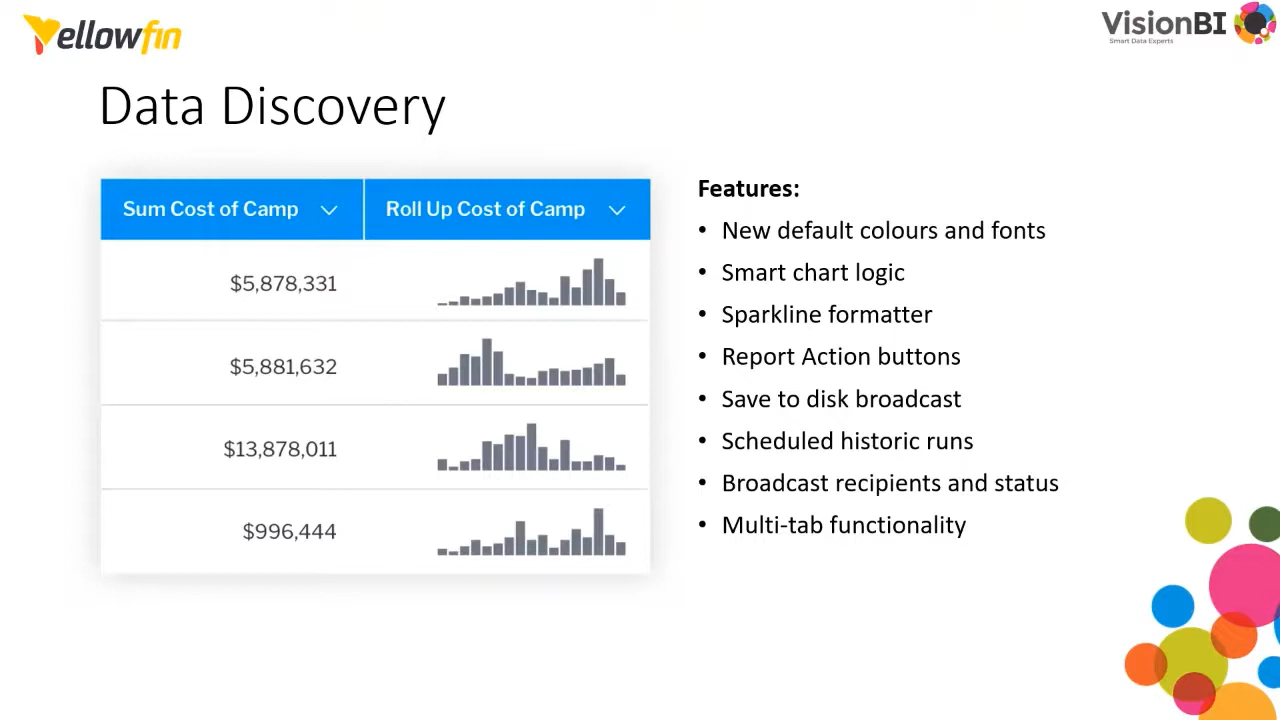 Yellowfin
VisionBI
Smart Data Experts
Data Discovery
Sum Cost of Camp
Roll Up Cost of Camp
$5,878,331
$5,881,632
$13,878,011
$996,444
Features:
• New default colours and fonts
• Smart chart logic
• Sparkline formatter
• Report Action buttons
• Save to disk broadcast
• Scheduled historic runs
• Broadcast recipients and status
• Multi-tab functionality